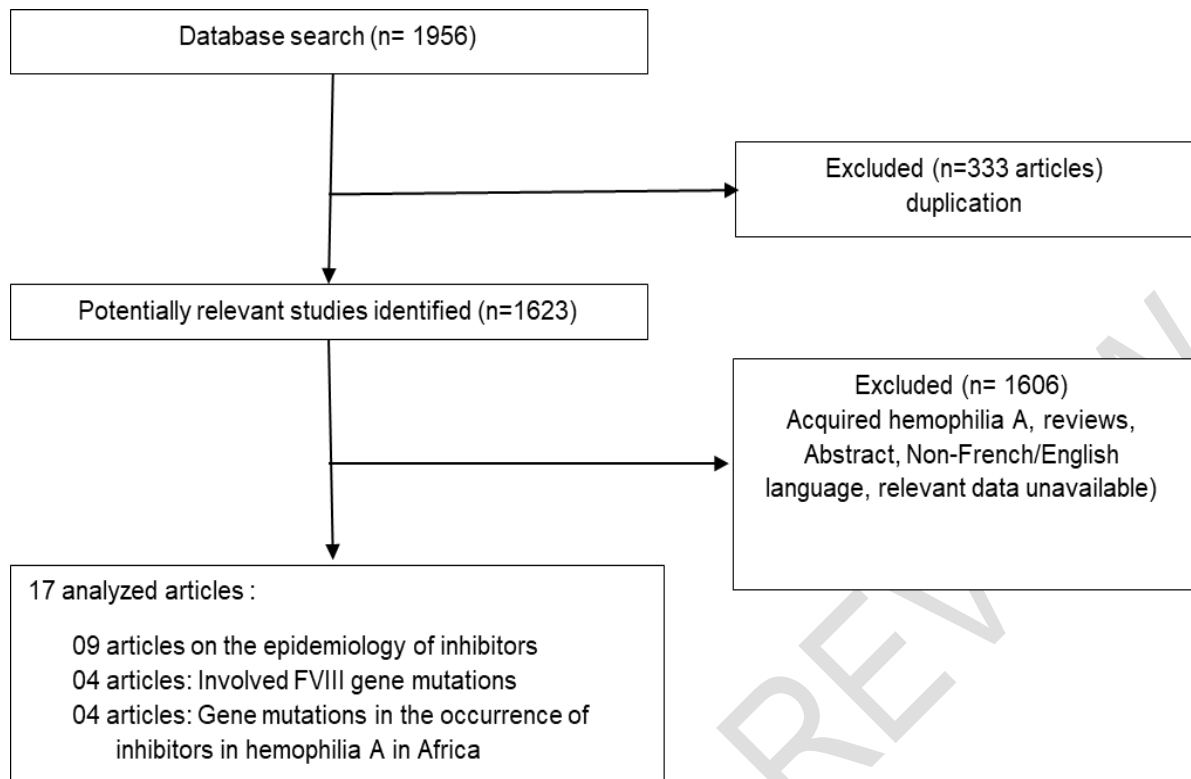 Database search (n= 1956)
Excluded (n=333 articles)
duplication
Potentially relevant studies identified (n=1623)
Excluded (n= 1606)
Acquired hemophilia A, reviews,
Abstract, Non-French/English
language, relevant data unavailable)
17 analyzed articles :
09 articles on the epidemiology of inhibitors
04 articles: Involved FVIII gene mutations
04 articles: Gene mutations in the occurrence of
inhibitors in hemophilia A in Africa